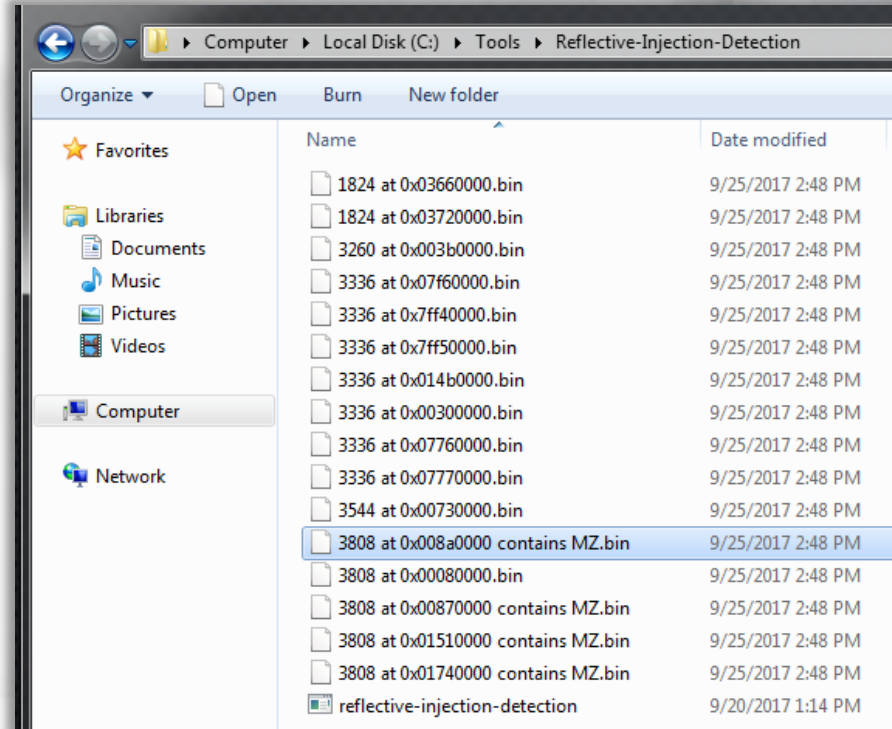 Computer Local Disk (C:) Tools Reflective-Injection-Detection
Organize Open Burn New folder
Name Date modified
Favorites
Libraries
Documents
Music
Pictures
Videos
Computer
Network
1824 at 0x03660000.bin 9/25/2017 2:48 PM
1824 at 0x03720000.bin 9/25/2017 2:48 PM
3260 at 0x003b0000.bin 9/25/2017 2:48 PM
3336 at 0x07f60000.bin 9/25/2017 2:48 PM
3336 at 0x7ff40000.bin 9/25/2017 2:48 PM
3336 at 0x7ff50000.bin 9/25/2017 2:48 PM
3336 at 0x014b0000.bin 9/25/2017 2:48 PM
3336 at 0x00300000.bin 9/25/2017 2:48 PM
3336 at 0x07760000.bin 9/25/2017 2:48 PM
3336 at 0x07770000.bin 9/25/2017 2:48 PM
3544 at 0x00730000.bin 9/25/2017 2:48 PM
3808 at 0x008a0000 contains MZ.bin 9/25/2017 2:48 PM
3808 at 0x00080000.bin 9/25/2017 2:48 PM
3808 at 0x00870000 contains MZ.bin 9/25/2017 2:48 PM
3808 at 0x01510000 contains MZ.bin 9/25/2017 2:48 PM
3808 at 0x01740000 contains MZ.bin 9/25/2017 2:48 PM
reflective-injection-detection 9/20/2017 1:14 PM